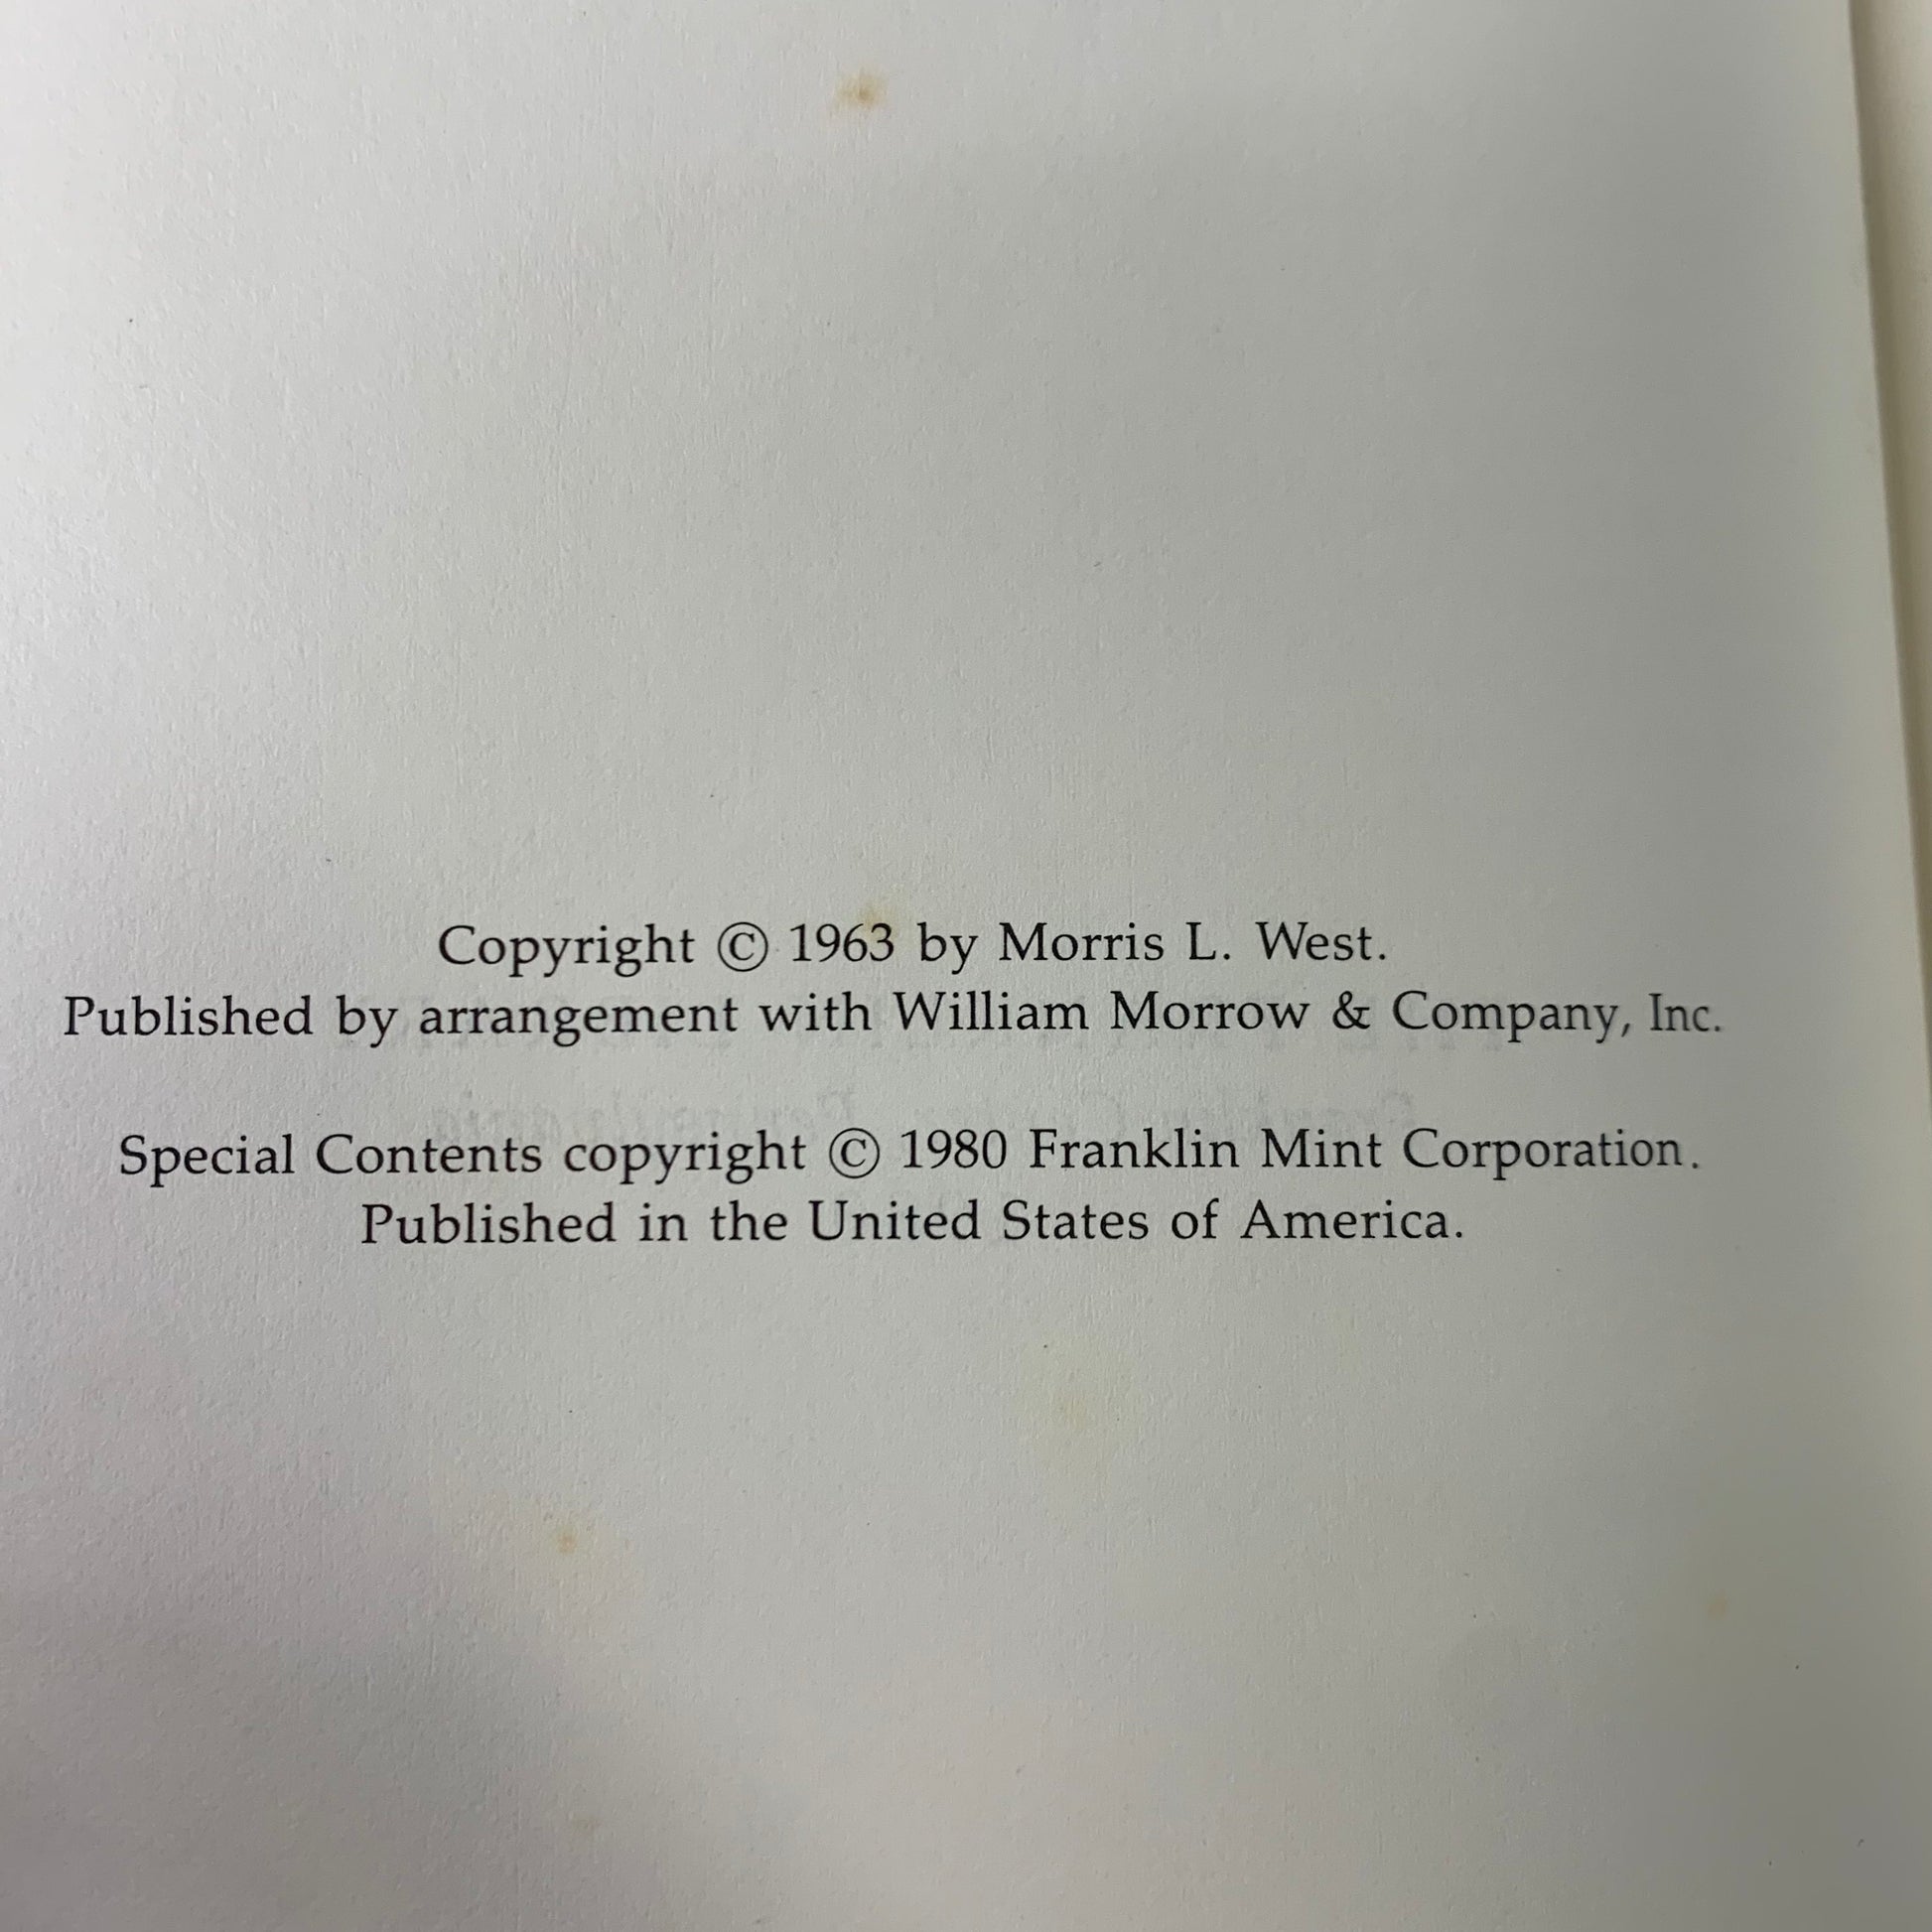 Copyright © 1963 by Morris L. West.
Published by arrangement with William Morrow & Company, Inc.
Special Contents copyright © 1980 Franklin Mint Corporation.
Published in the United States of America.